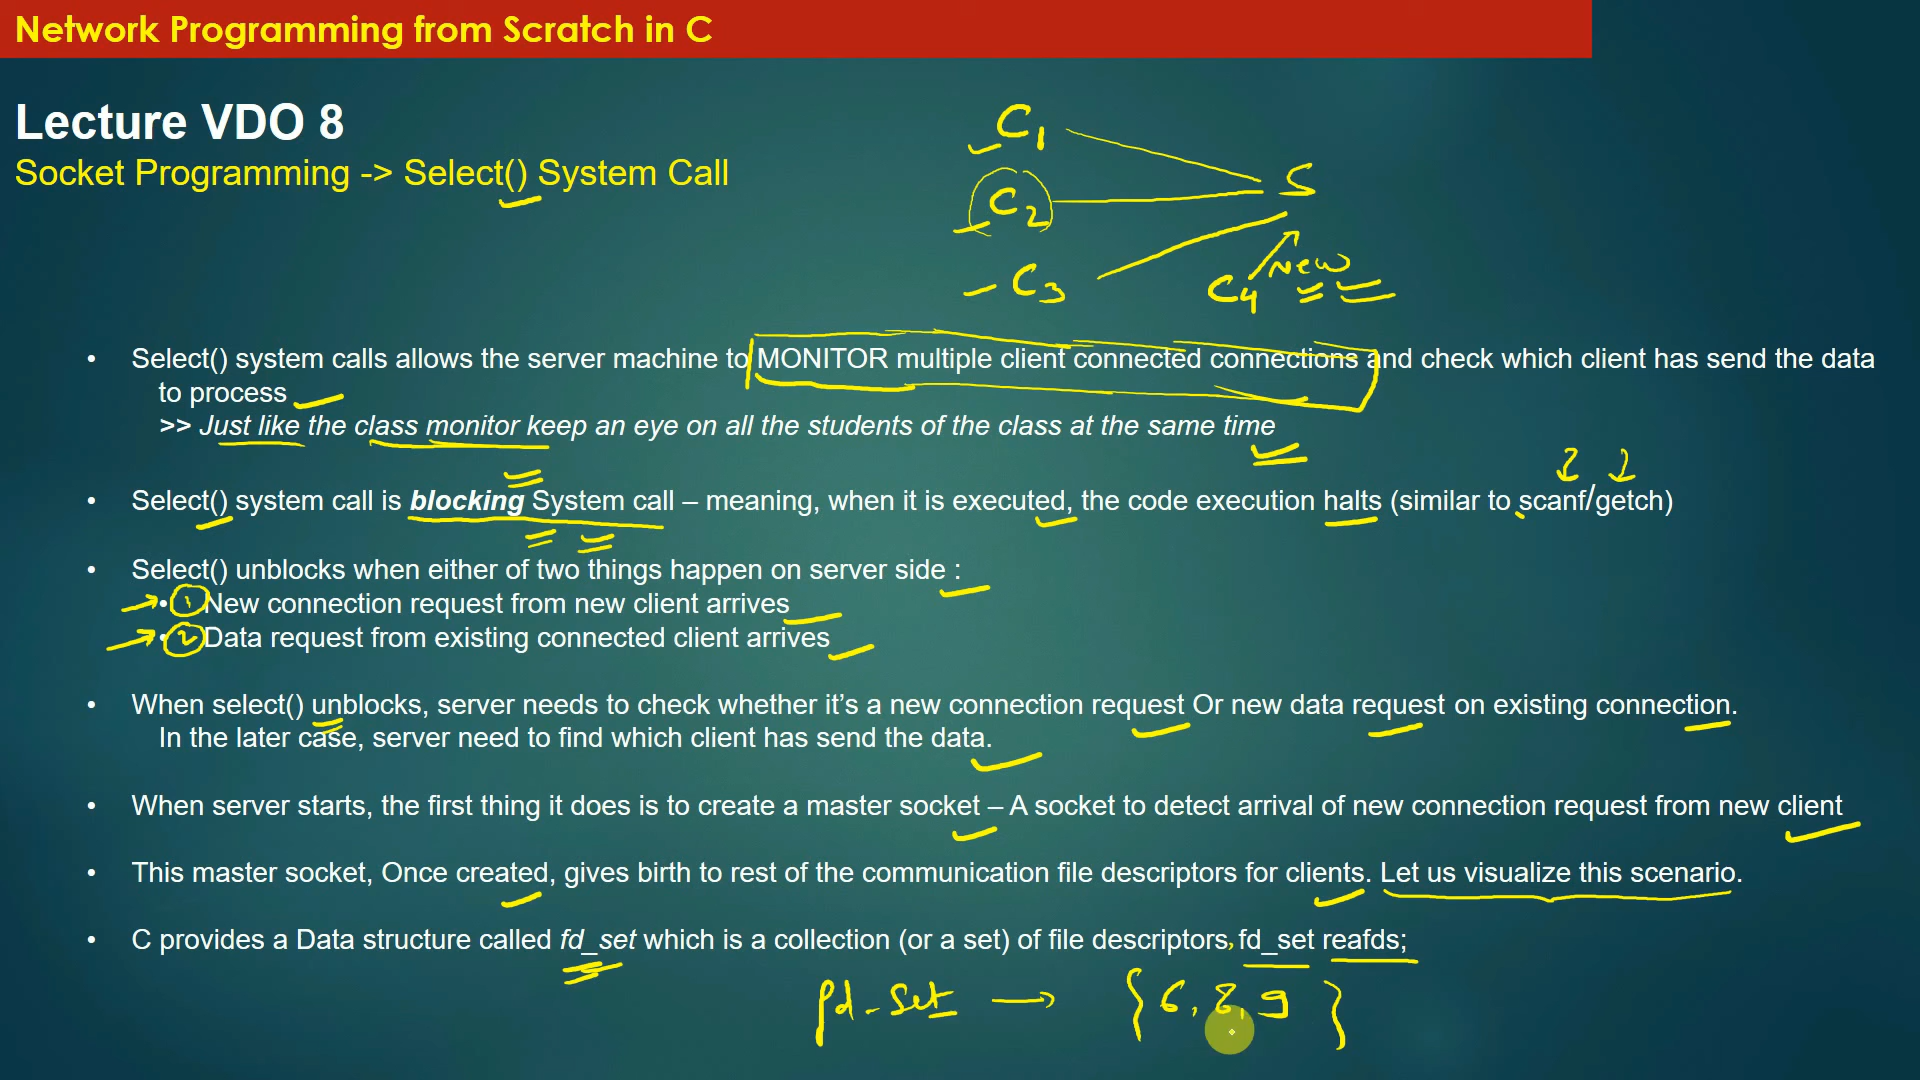 Network Programming from Scratch in C
Lecture VDO 8
Socket Programming -> Select() System Call
C1
C2
C3
S
New
C4
• Select() system calls allows the server machine to MONITOR multiple client connected connections and check which client has send the data
to process
>> Just like the class monitor keep an eye on all the students of the class at the same time
• Select() system call is blocking System call – meaning, when it is executed, the code execution halts (similar to scanf/getch)
• Select() unblocks when either of two things happen on server side :
• 1 New connection request from new client arrives
• 2 Data request from existing connected client arrives
• When select() unblocks, server needs to check whether it’s a new connection request Or new data request on existing connection.
In the later case, server need to find which client has send the data.
• When server starts, the first thing it does is to create a master socket – A socket to detect arrival of new connection request from new client
• This master socket, Once created, gives birth to rest of the communication file descriptors for clients. Let us visualize this scenario.
• C provides a Data structure called fd_set which is a collection (or a set) of file descriptors, fd_set reafds;
fd_set → {6, 8, 9}